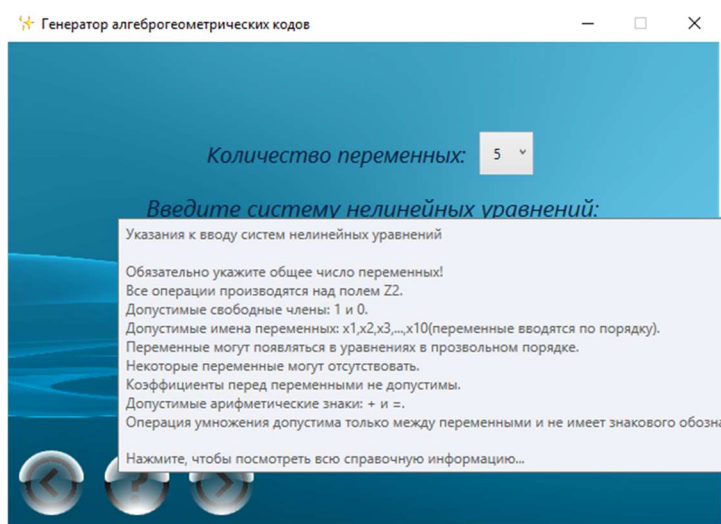 Генератор алгеброгеометрических кодов
Количество переменных: 5
Введите систему нелинейных уравнений:
Указания к вводу систем нелинейных уравнений
Обязательно укажите общее число переменных!
Все операции производятся над полем Z2.
Допустимые свободные члены: 1 и 0.
Допустимые имена переменных: x1,x2,x3,...,x10(переменные вводятся по порядку).
Переменные могут появляться в уравнениях в прозвольном порядке.
Некоторые переменные могут отсутствовать.
Коэффициенты перед переменными не допустимы.
Допустимые арифметические знаки: + и =.
Операция умножения допустима только между переменными и не имеет знакового обозна
Нажмите, чтобы посмотреть всю справочную информацию...